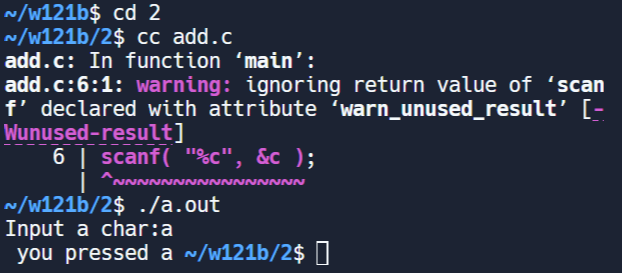 ~/w121b$ cd 2
~/w121b/2$ cc add.c
add.c: In function ‘main’:
add.c:6:1: warning: ignoring return value of ‘scan
f’ declared with attribute ‘warn_unused_result’ [-
Wunused-result]
    6 | scanf( "%c", &c );
      | ^~~~~~~~~~~~~~~~~
~/w121b/2$ ./a.out
Input a char:a
 you pressed a ~/w121b/2$